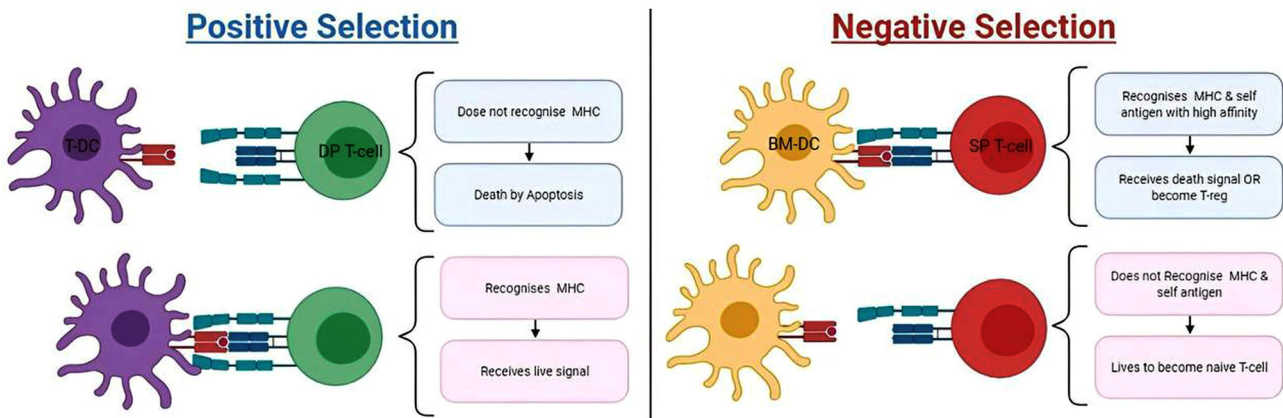 Positive Selection
T-DC
DP T-cell
Dose not recognise MHC
Death by Apoptosis
Recognises MHC
Receives live signal
Negative Selection
BM-DC
SP T-cell
Recognises MHC & self
antigen with high affinity
Receives death signal OR
become T-reg
Does not Recognise MHC &
self antigen
Lives to become naive T-cell